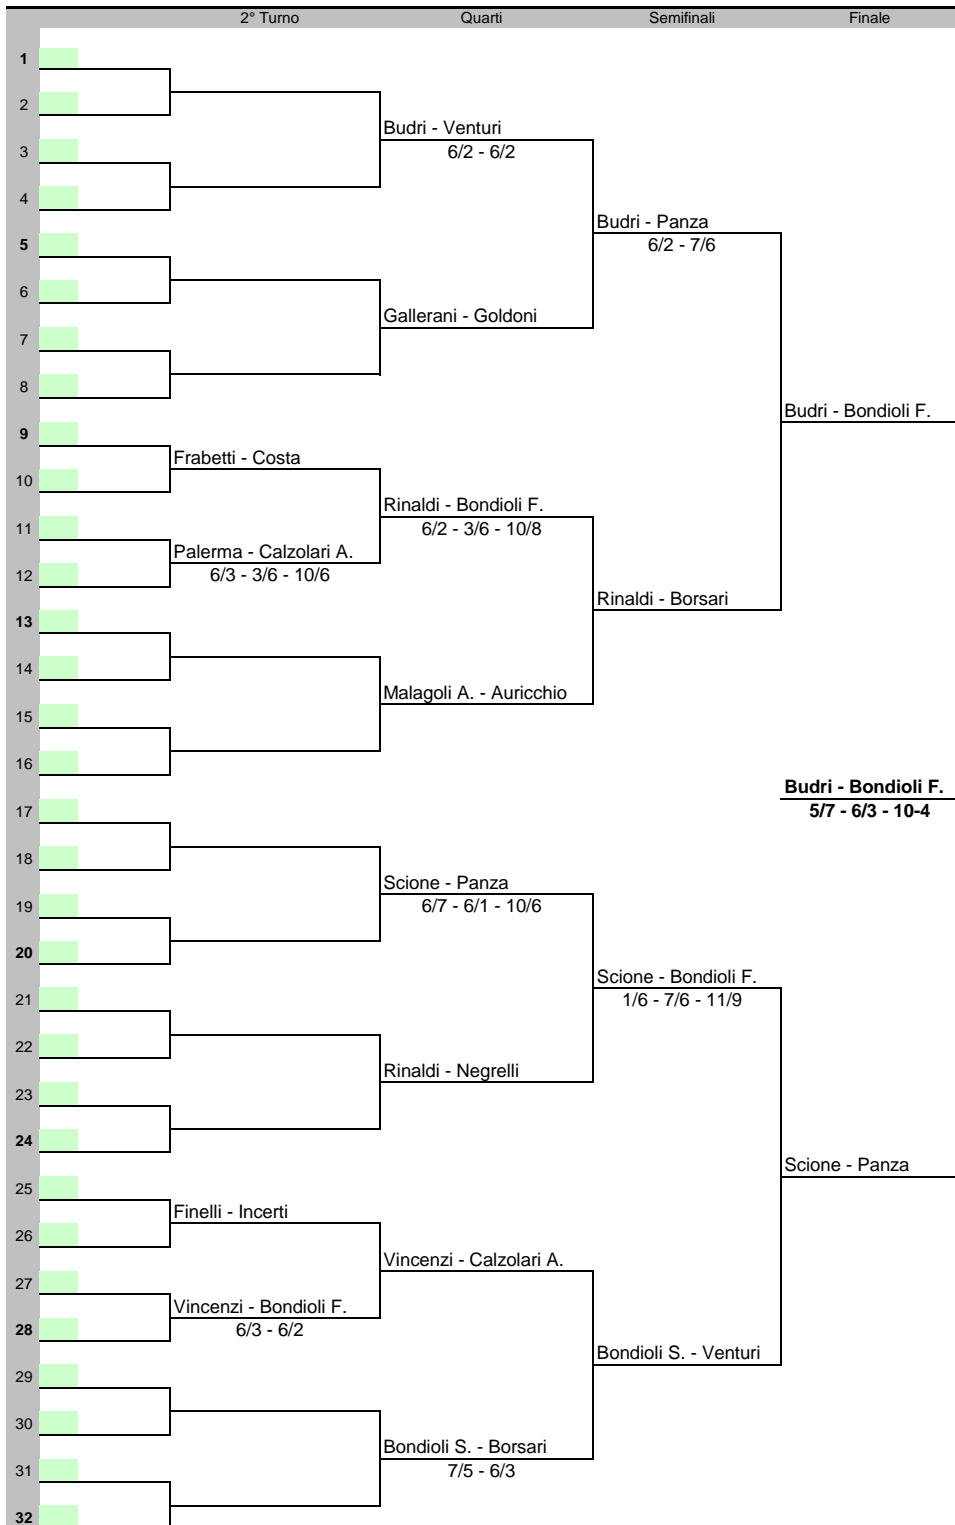 2° Turno Quarti Semifinali Finale
1
2
Budri - Venturi
3
6/2 - 6/2
4
Budri - Panza
5
6/2 - 7/6
6
Gallerani - Goldoni
7
8
Budri - Bondioli F.
9
Frabetti - Costa
10
Rinaldi - Bondioli F.
11
6/2 - 3/6 - 10/8
Palerma - Calzolari A.
12
6/3 - 3/6 - 10/6
Rinaldi - Borsari
13
14
Malagoli A. - Auricchio
15
16
Budri - Bondioli F.
17
5/7 - 6/3 - 10-4
18
Scione - Panza
19
6/7 - 6/1 - 10/6
20
Scione - Bondioli F.
21
1/6 - 7/6 - 11/9
22
Rinaldi - Negrelli
23
24
Scione - Panza
25
Finelli - Incerti
26
Vincenzi - Calzolari A.
27
Vincenzi - Bondioli F.
28
6/3 - 6/2
Bondioli S. - Venturi
29
30
Bondioli S. - Borsari
31
7/5 - 6/3
32